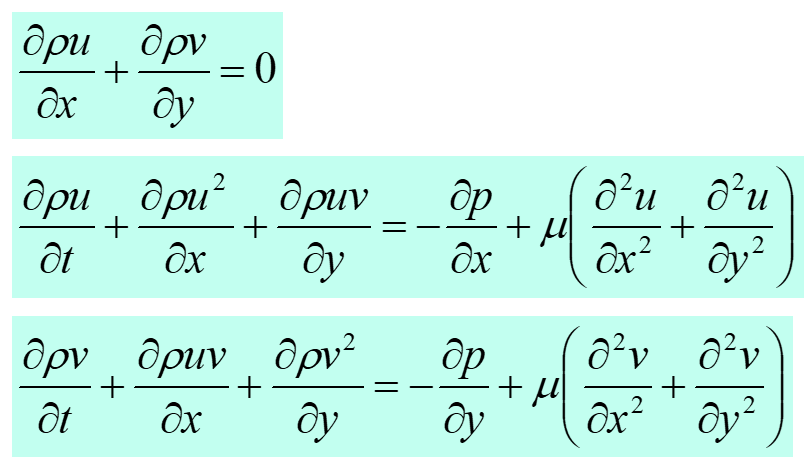 ∂ρu/∂x + ∂ρv/∂y = 0
∂ρu/∂t + ∂ρu²/∂x + ∂ρuv/∂y = −∂p/∂x + μ(∂²u/∂x² + ∂²u/∂y²)
∂ρv/∂t + ∂ρuv/∂x + ∂ρv²/∂y = −∂p/∂y + μ(∂²v/∂x² + ∂²v/∂y²)